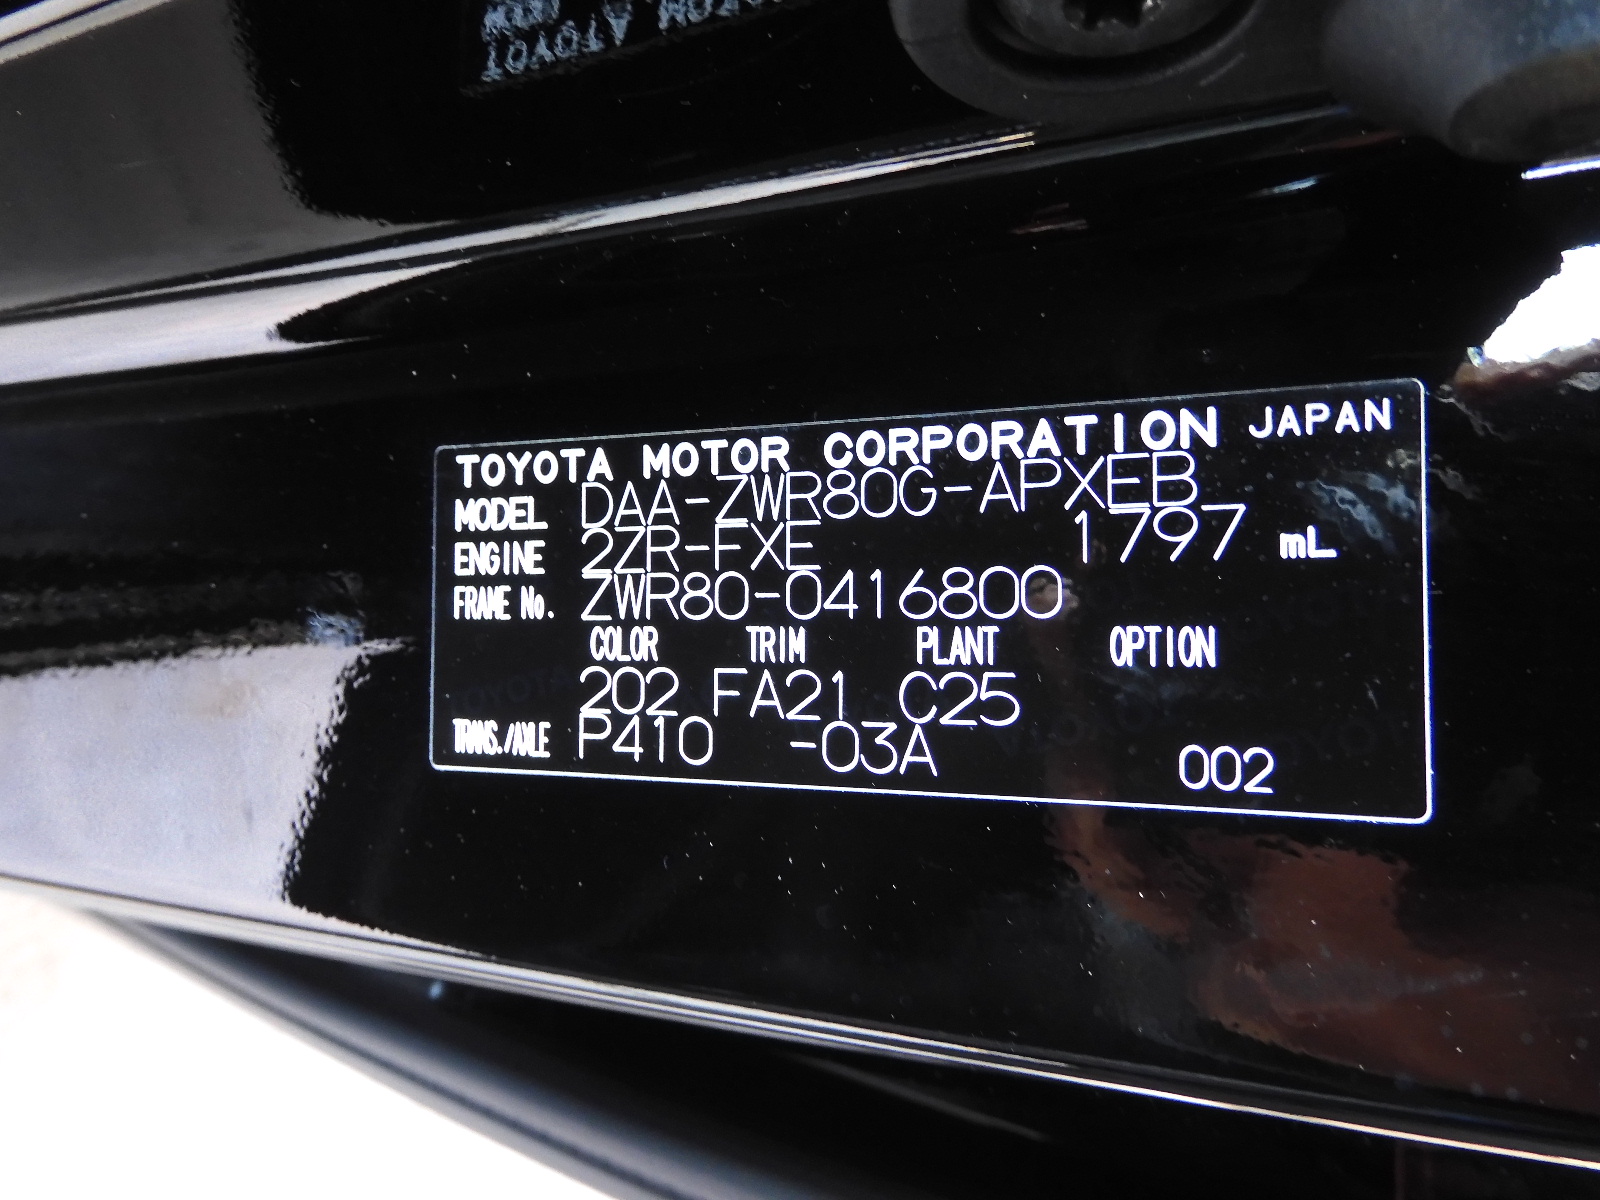 TOYOTA MOTOR CORPORATION JAPAN
MODEL DAA-ZWR80G-APXEB
ENGINE 2ZR-FXE 1797 mL
FRAME No. ZWR80-0416800
COLOR TRIM PLANT OPTION
202 FA21 C25
TRANS./AXLE P410 -03A 002